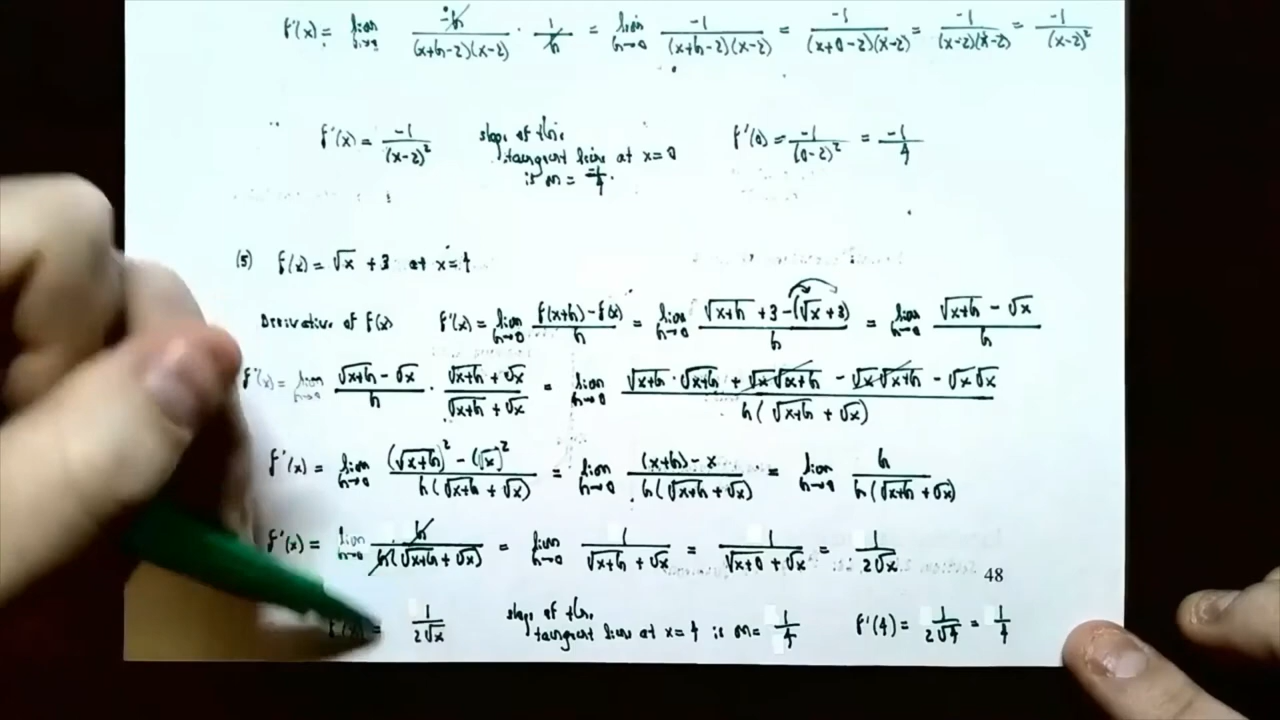 f'(x) = lim h→0 -h/((x+h-2)(x-2)) · 1/h = lim h→0 -1/((x+h-2)(x-2)) = -1/((x+0-2)(x-2)) = -1/((x-2)(x-2)) = -1/(x-2)²
f'(x) = -1/(x-2)² slope of the tangent line at x=0 is m = -1/4. f'(0) = -1/(0-2)² = -1/4
(5) f(x) = √x + 3 at x=4
Derivative of f(x) f'(x) = lim h→0 (f(x+h)-f(x))/h = lim h→0 (√(x+h) + 3 - (√x + 3))/h = lim h→0 (√(x+h) - √x)/h
f'(x) = lim h→0 (√(x+h) - √x)/h · (√(x+h) + √x)/(√(x+h) + √x) = lim h→0 (√(x+h) · √(x+h) + √x √(x+h) - √x √(x+h) - √x √x)/(h(√(x+h) + √x))
f'(x) = lim h→0 ((√(x+h))² - (√x)²)/(h(√(x+h) + √x)) = lim h→0 ((x+h) - x)/(h(√(x+h) + √x)) = lim h→0 h/(h(√(x+h) + √x))
f'(x) = lim h→0 h/(h(√(x+h) + √x)) = lim h→0 1/(√(x+h) + √x) = 1/(√(x+0) + √x) = 1/(2√x)
48
f'(x) = 1/(2√x) slope of the tangent line at x=4 is m = 1/4 f'(4) = 1/(2√4) = 1/4